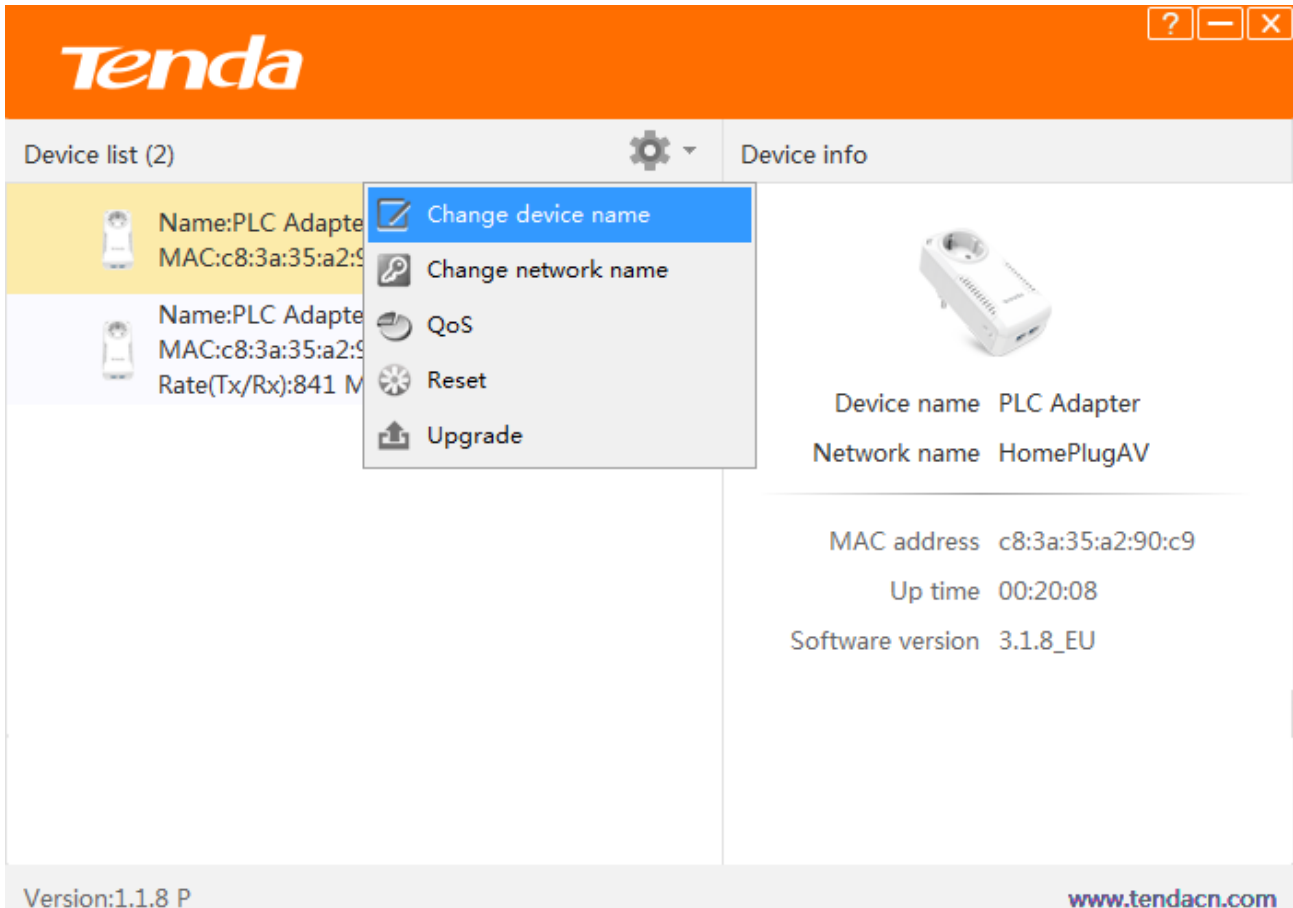 Tenda
Device list (2)
Device info
Name:PLC Adapte
MAC:c8:3a:35:a2:9
Name:PLC Adapte
MAC:c8:3a:35:a2:9
Rate(Tx/Rx):841 M
Change device name
Change network name
QoS
Reset
Upgrade
Device name PLC Adapter
Network name HomePlugAV
MAC address c8:3a:35:a2:90:c9
Up time 00:20:08
Software version 3.1.8_EU
Version:1.1.8 P
www.tendacn.com